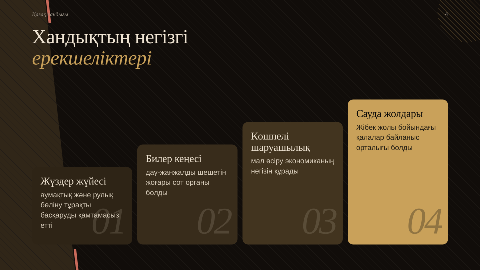 Қазақ хандығы
Хандықтың негізгі
ерекшеліктері
Жүздер жүйесі
аумақтық және рулық
бөліну тұрақты
басқаруды қамтамасыз
етті
01
Билер кеңесі
дау-жанжалды шешетін
жоғары сот органы
болды
02
Көшпелі
шаруашылық
мал өсіру экономиканың
негізін құрады
03
Сауда жолдары
Жібек жолы бойындағы
қалалар байланыс
орталығы болды
04